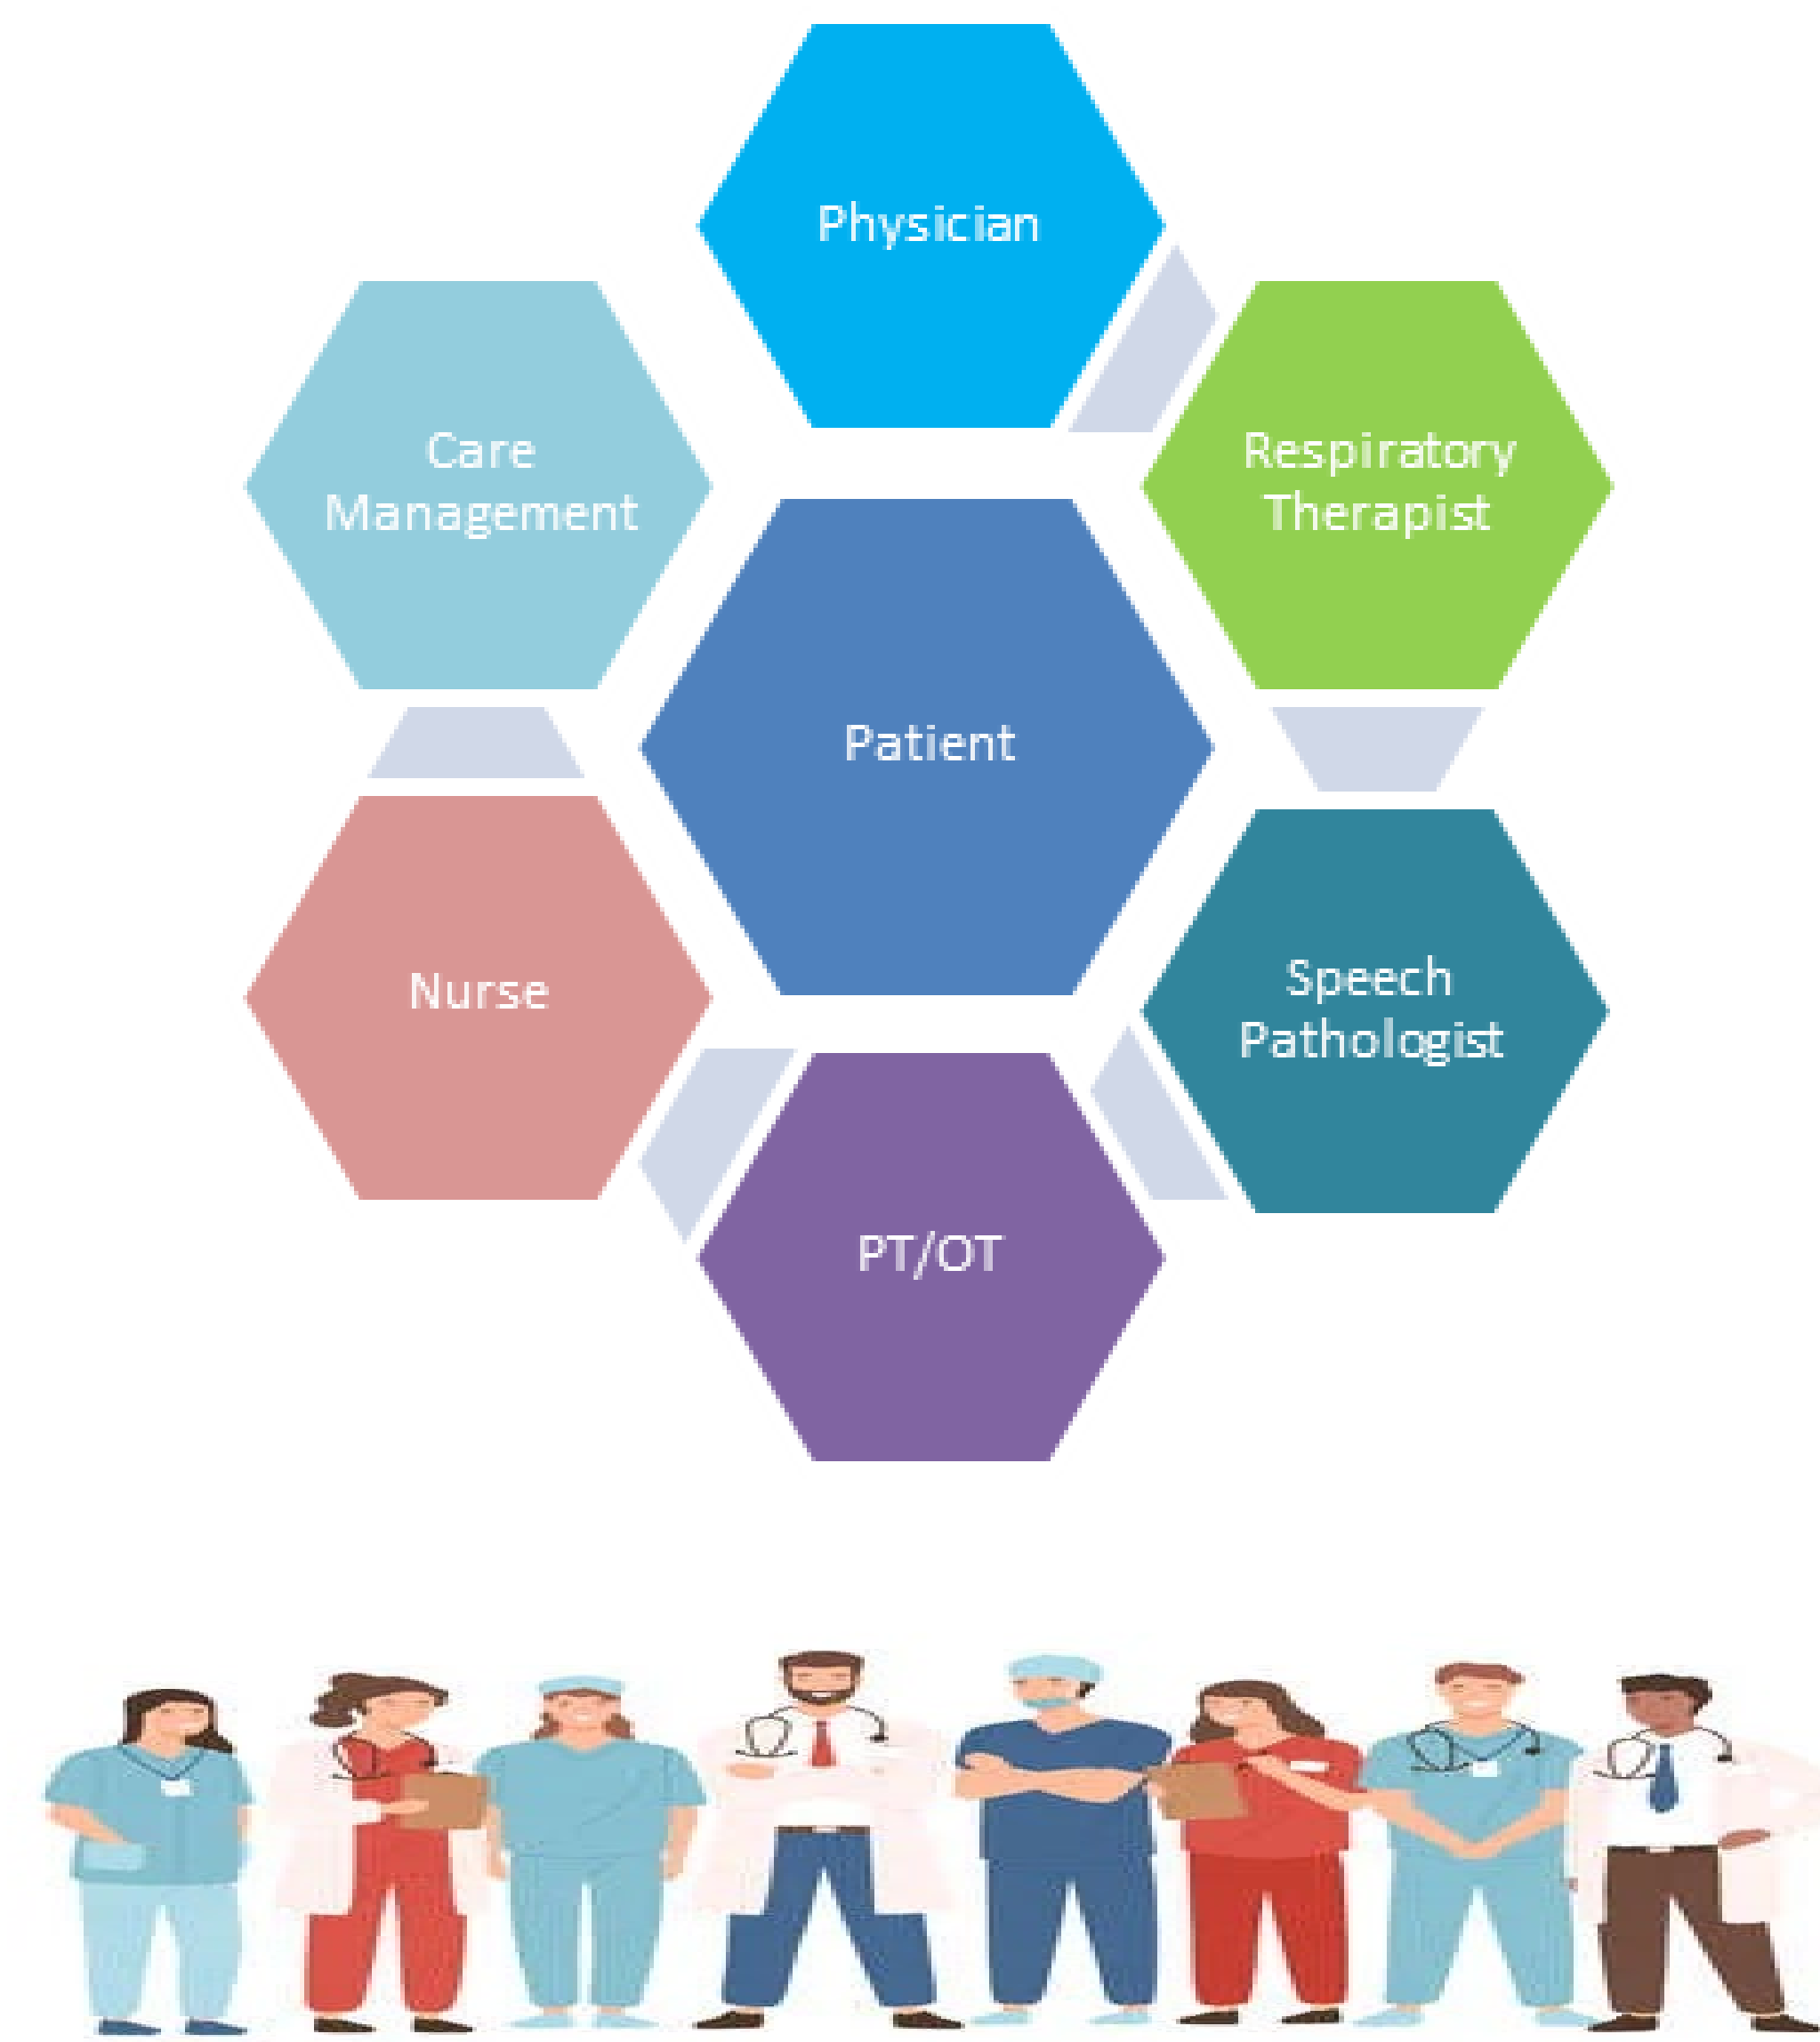 Physician
Care
Management
Respiratory
Therapist
Patient
Nurse
Speech
Pathologist
PT/OT